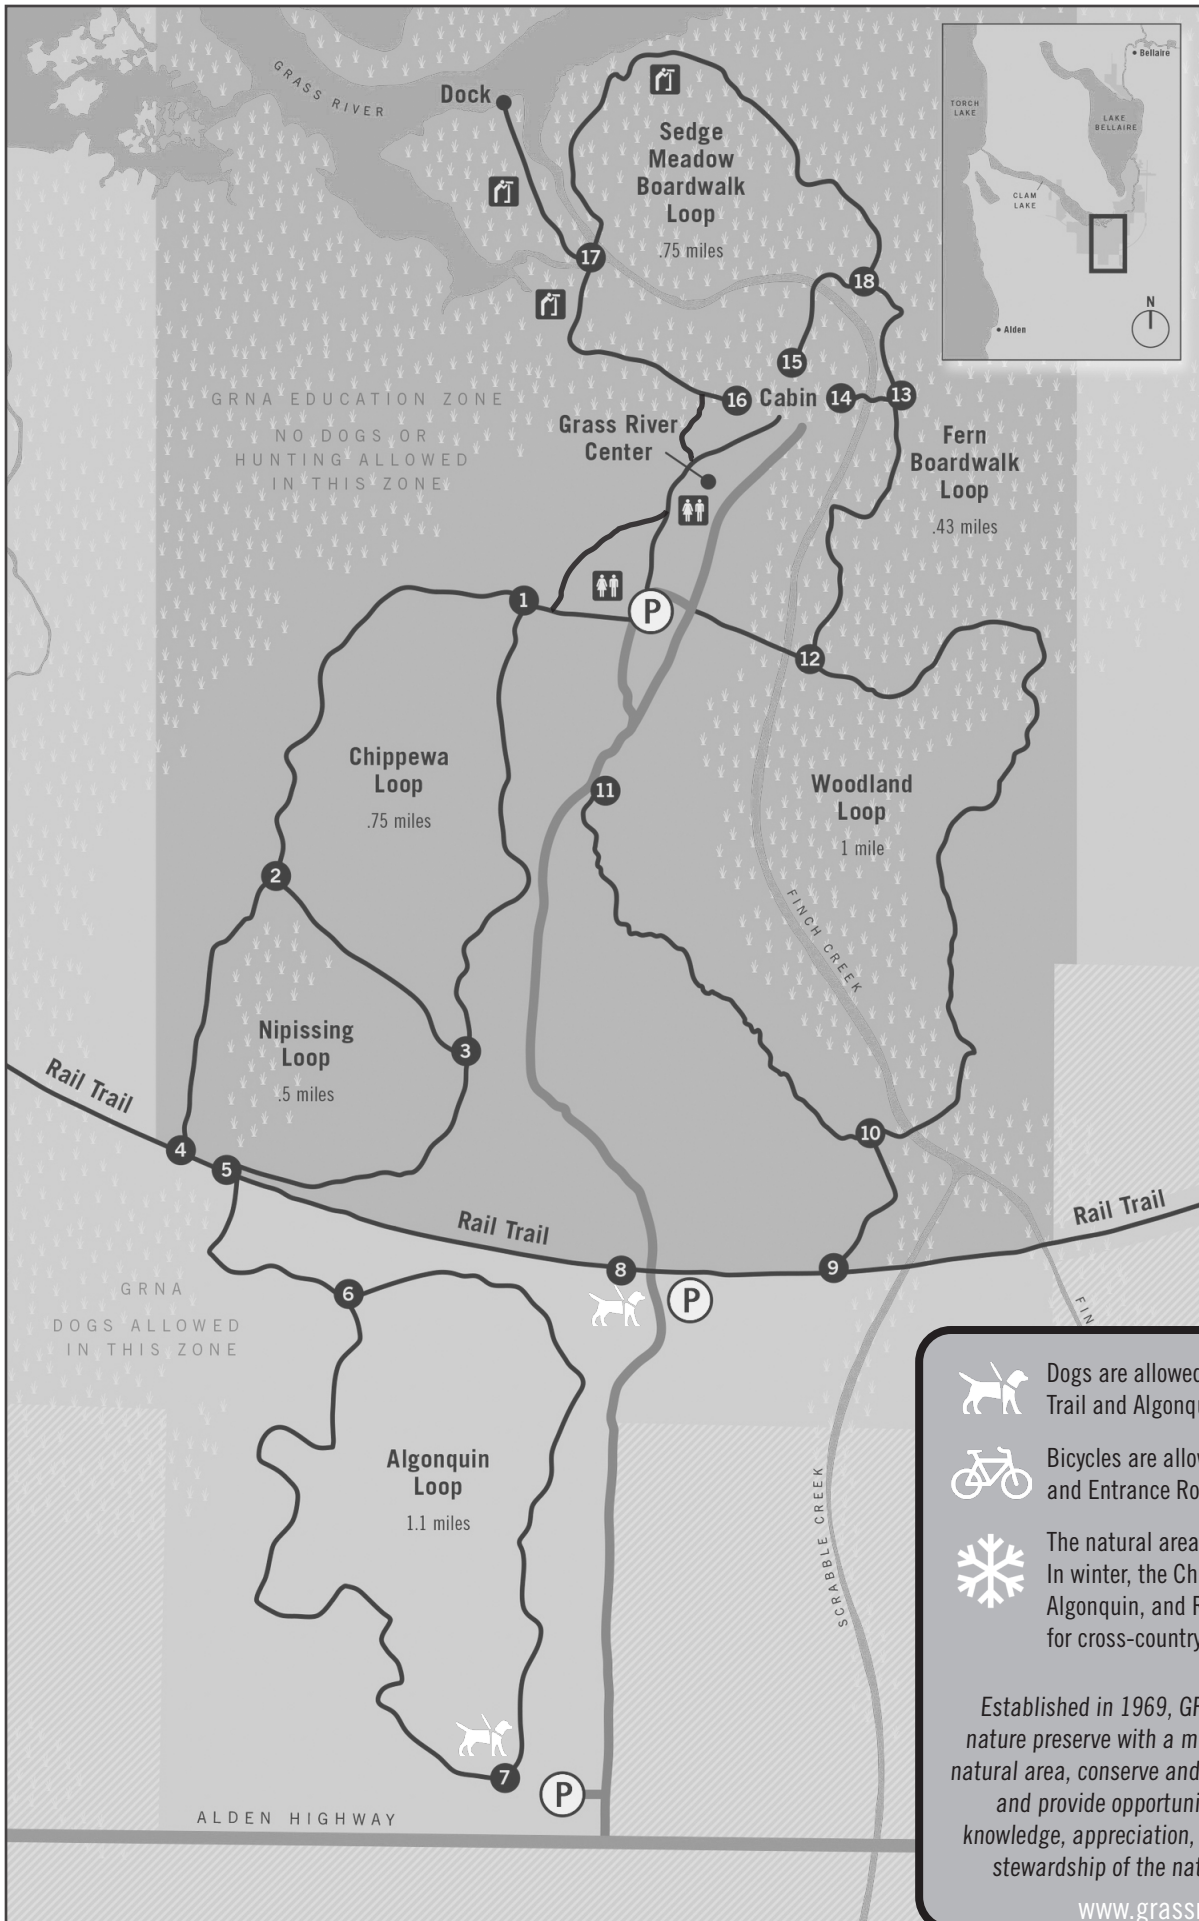 GRASS RIVER
Dock
Sedge
Meadow
Boardwalk
Loop
.75 miles
17
18
15
16
Cabin
14
13
Grass River
Center
Fern
Boardwalk
Loop
.43 miles
GRNA EDUCATION ZONE
NO DOGS OR
HUNTING ALLOWED
IN THIS ZONE
1
P
12
Chippewa
Loop
.75 miles
11
Woodland
Loop
1 mile
2
FINCH CREEK
Nipissing
Loop
.5 miles
3
Rail Trail
4
5
10
Rail Trail
Rail Trail
8
9
P
6
GRNA
DOGS ALLOWED
IN THIS ZONE
FIN
Algonquin
Loop
1.1 miles
SCRABBLE CREEK
7
P
ALDEN HIGHWAY
Bellaire
TORCH
LAKE
LAKE
BELLAIRE
CLAM
LAKE
N
Alden
Dogs are allowed
Trail and Algonqu
Bicycles are allow
and Entrance Ro
The natural area
In winter, the Ch
Algonquin, and R
for cross-country
Established in 1969, GR
nature preserve with a m
natural area, conserve and
and provide opportuni
knowledge, appreciation,
stewardship of the nat
www.grassr